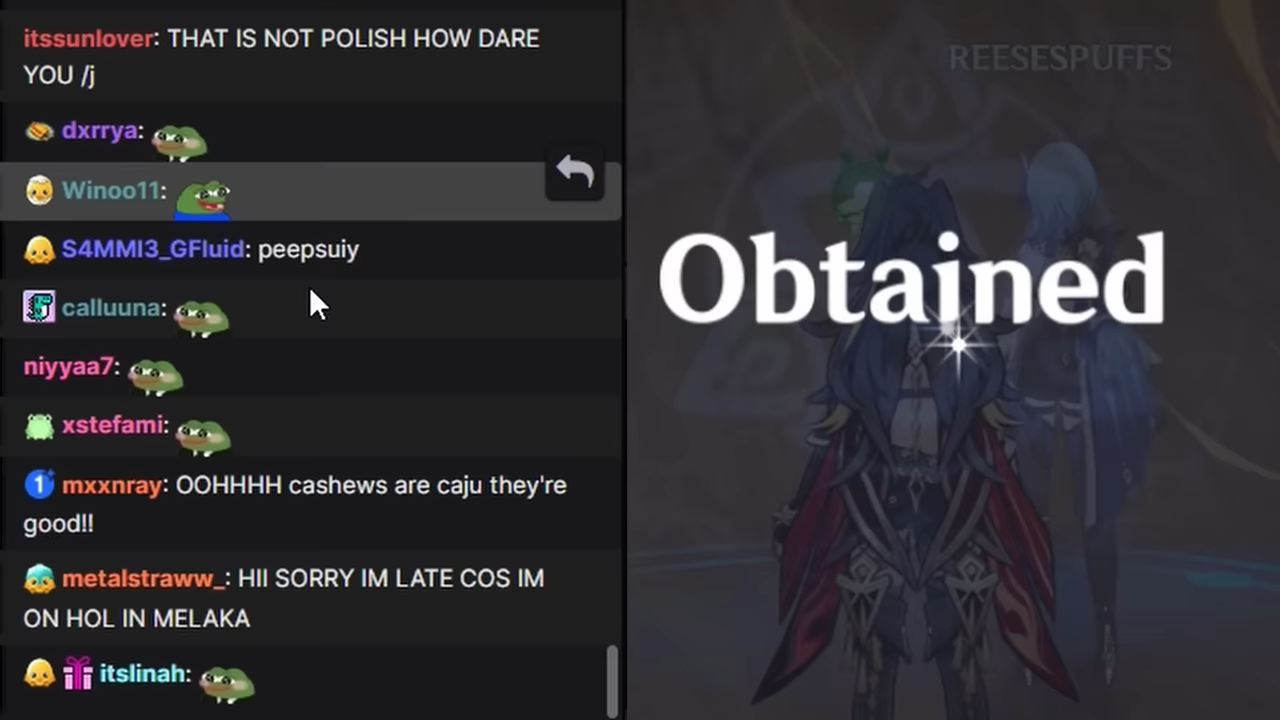 itssunlover: THAT IS NOT POLISH HOW DARE
YOU /j
dxrrya:
Winoo11:
S4MMI3_GFluid: peepsuiy
calluuna:
niyyaa7:
xstefami:
1 mxxnray: OOHHHH cashews are caju they're
good!!
metalstraww_: HII SORRY IM LATE COS IM
ON HOL IN MELAKA
itslinah:
REESESPUFFS
Obtained